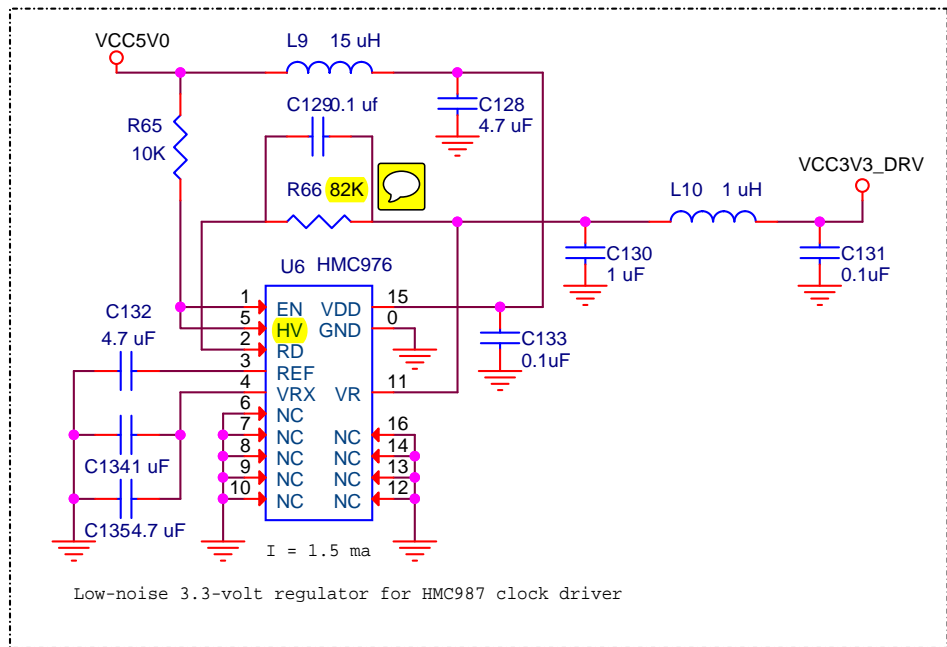 VCC5V0
L9 15 uH
C1290.1 uf
C128
4.7 uF
R65
10K
R66 82K
VCC3V3_DRV
L10 1 uH
C130
1 uF
C131
0.1uF
U6 HMC976
1 EN VDD 15
5 HV GND 0
2 RD
3 REF
4 VRX VR 11
6 NC
7 NC NC 16
8 NC NC 14
9 NC NC 13
10 NC NC 12
C132
4.7 uF
C133
0.1uF
C1341 uF
C1354.7 uF
I = 1.5 ma
Low-noise 3.3-volt regulator for HMC987 clock driver